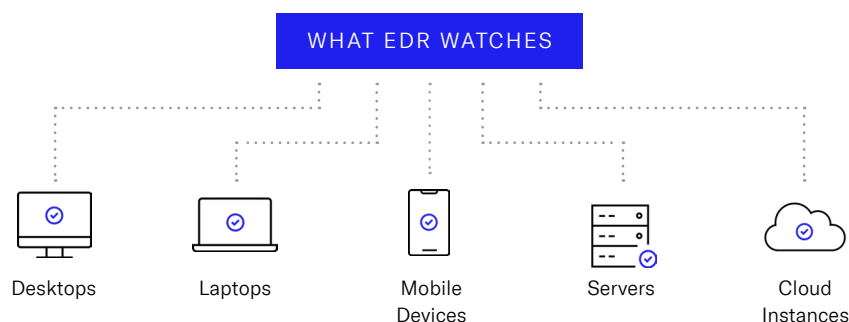 WHAT EDR WATCHES
Desktops
Laptops
Mobile
Devices
Servers
Cloud
Instances